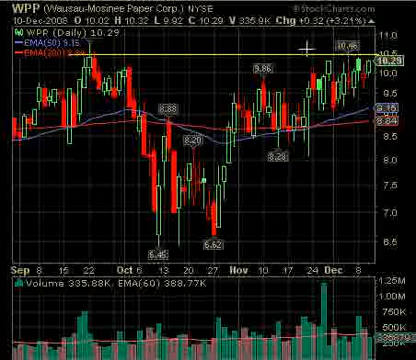 WPP (Wausau-Mosinee Paper Corp.) NYSE © StockCharts.com
10-Dec-2008 O 10.02 H 10.32 L 9.92 C 10.29 V 335.9K Chg +0.32 (+3.21%)
WPP (Daily) 10.29
EMA(50) 9.15
EMA(200) 8.84
11.0
10.46
10.5
10.29
10.0
9.86
9.5
9.15
8.88
8.84
8.5
8.20
8.28
8.0
7.5
7.0
6.62
6.45
6.5
Sep 8 15 22 Oct 6 13 20 27 Nov 10 17 24 Dec 8
Volume 335.88K, EMA(60) 388.77K
1.25M
1.00M
750K
500K